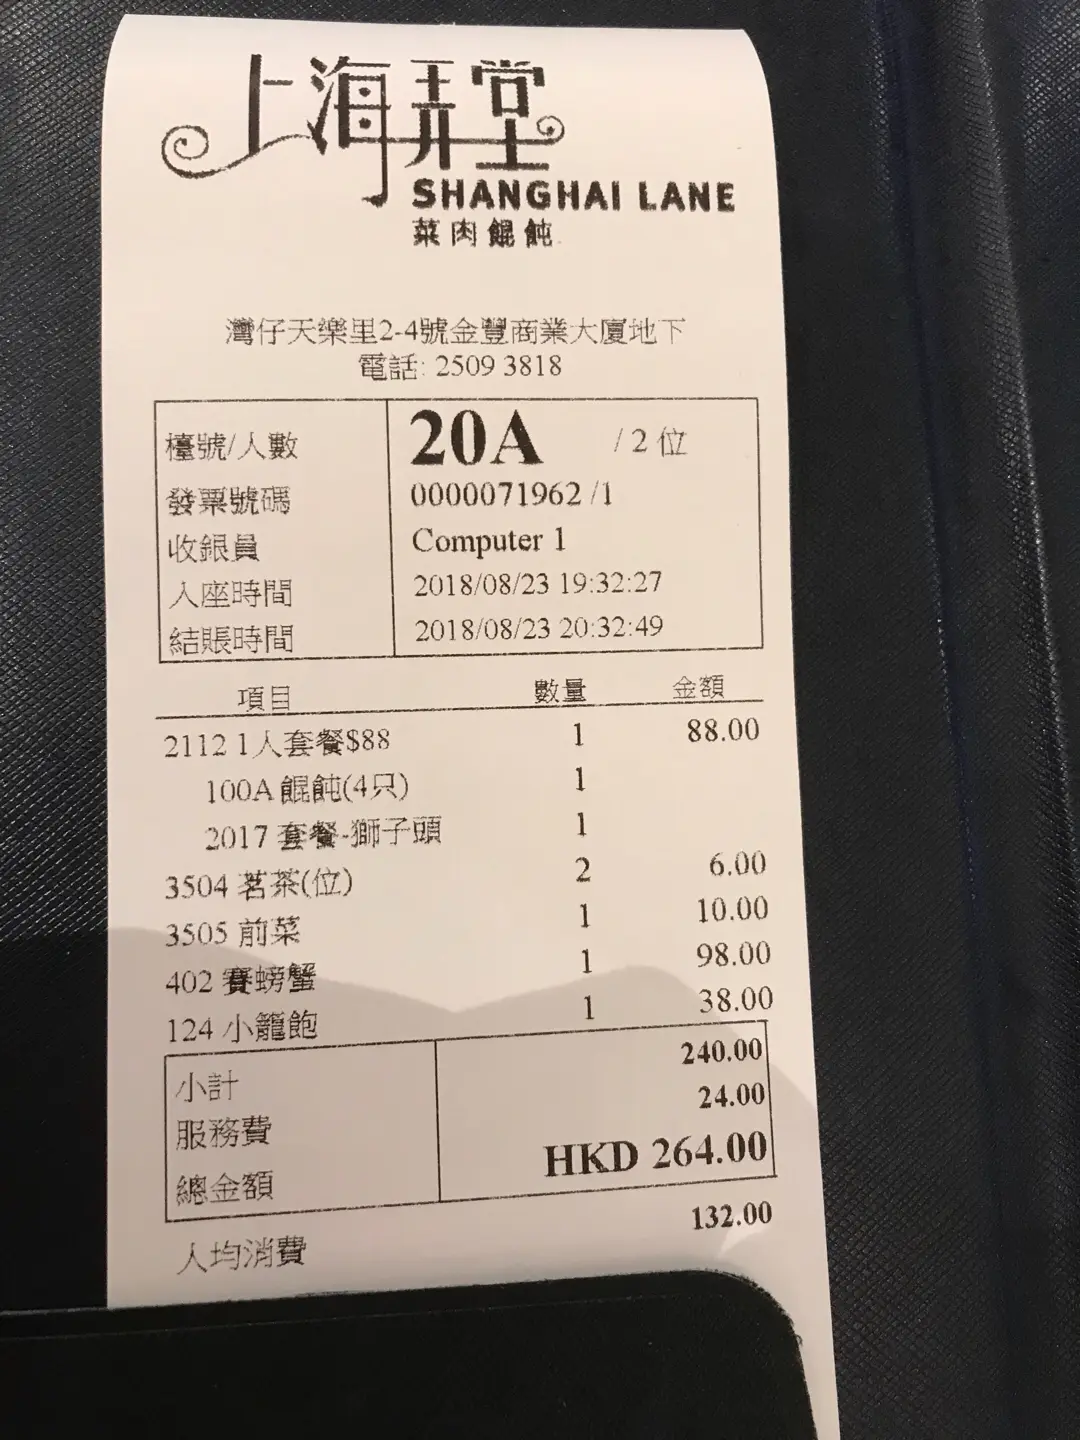 上海弄堂
SHANGHAI LANE
菜肉餛飩
灣仔天樂里2-4號金豐商業大廈地下
電話: 2509 3818
檯號/人數 20A / 2 位
發票號碼 0000071962 /1
收銀員 Computer 1
入座時間 2018/08/23 19:32:27
結賬時間 2018/08/23 20:32:49
項目 數量 金額
2112 1人套餐$88 1 88.00
100A 餛飩(4只) 1
2017 套餐-獅子頭 1
3504 茗茶(位) 2 6.00
3505 前菜 1 10.00
402 賽螃蟹 1 98.00
124 小籠飽 1 38.00
小計 240.00
服務費 24.00
總金額 HKD 264.00
人均消費 132.00